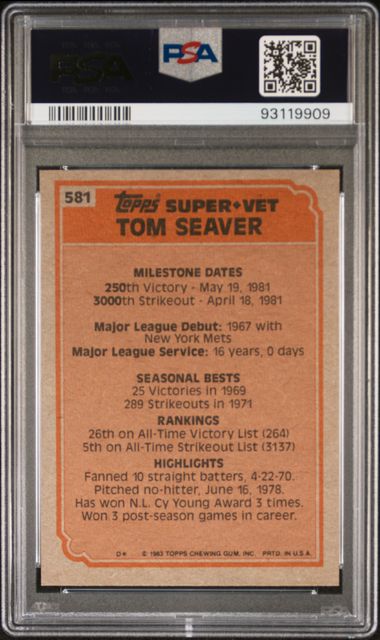 PSA
PSA
93119909
581
Topps SUPER•VET
TOM SEAVER
MILESTONE DATES
250th Victory - May 19, 1981
3000th Strikeout - April 18, 1981
Major League Debut: 1967 with
New York Mets
Major League Service: 16 years, 0 days
SEASONAL BESTS
25 Victories in 1969
289 Strikeouts in 1971
RANKINGS
26th on All-Time Victory List (264)
5th on All-Time Strikeout List (3137)
HIGHLIGHTS
Fanned 10 straight batters, 4-22-70.
Pitched no-hitter, June 16, 1978.
Has won N.L. Cy Young Award 3 times.
Won 3 post-season games in career.
D* © 1983 TOPPS CHEWING GUM, INC. PRTD. IN U.S.A.